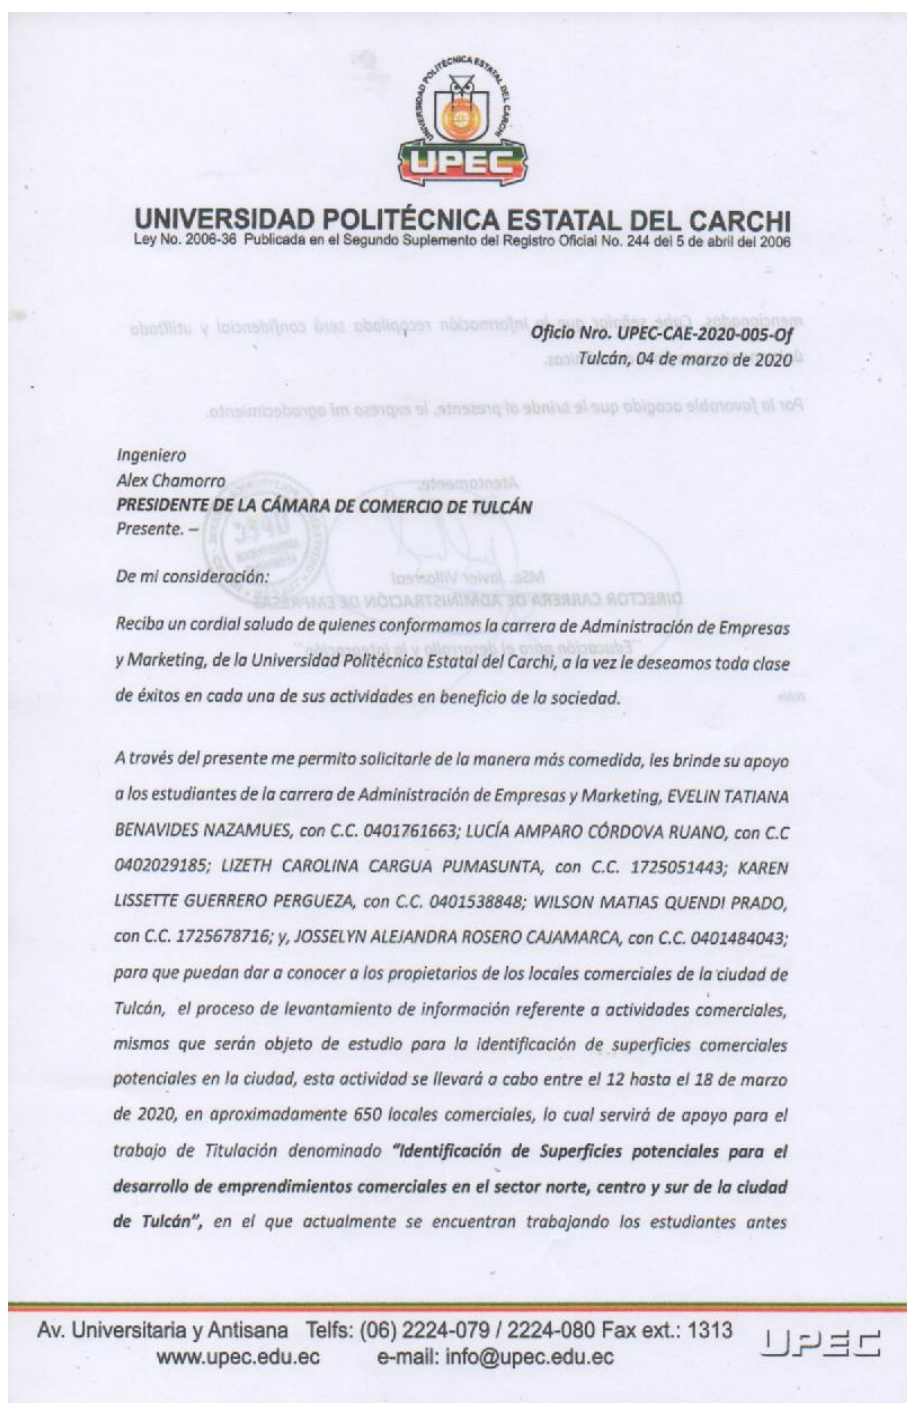 UNIVERSIDAD POLITÉCNICA ESTATAL DEL CARCHI
UPEC
UNIVERSIDAD POLITÉCNICA ESTATAL DEL CARCHI
Ley No. 2006-36 Publicada en el Segundo Suplemento del Registro Oficial No. 244 del 5 de abril del 2006
Oficio Nro. UPEC-CAE-2020-005-Of
Tulcán, 04 de marzo de 2020
Ingeniero
Alex Chamorro
PRESIDENTE DE LA CÁMARA DE COMERCIO DE TULCÁN
Presente. –
De mi consideración:
Reciba un cordial saludo de quienes conformamos la carrera de Administración de Empresas
y Marketing, de la Universidad Politécnica Estatal del Carchi, a la vez le deseamos toda clase
de éxitos en cada una de sus actividades en beneficio de la sociedad.
A través del presente me permito solicitarle de la manera más comedida, les brinde su apoyo
a los estudiantes de la carrera de Administración de Empresas y Marketing, EVELIN TATIANA
BENAVIDES NAZAMUES, con C.C. 0401761663; LUCÍA AMPARO CÓRDOVA RUANO, con C.C
0402029185; LIZETH CAROLINA CARGUA PUMASUNTA, con C.C. 1725051443; KAREN
LISSETTE GUERRERO PERGUEZA, con C.C. 0401538848; WILSON MATIAS QUENDI PRADO,
con C.C. 1725678716; y, JOSSELYN ALEJANDRA ROSERO CAJAMARCA, con C.C. 0401484043;
para que puedan dar a conocer a los propietarios de los locales comerciales de la ciudad de
Tulcán, el proceso de levantamiento de información referente a actividades comerciales,
mismos que serán objeto de estudio para la identificación de superficies comerciales
potenciales en la ciudad, esta actividad se llevará a cabo entre el 12 hasta el 18 de marzo
de 2020, en aproximadamente 650 locales comerciales, lo cual servirá de apoyo para el
trabajo de Titulación denominado “Identificación de Superficies potenciales para el
desarrollo de emprendimientos comerciales en el sector norte, centro y sur de la ciudad
de Tulcán”, en el que actualmente se encuentran trabajando los estudiantes antes
Av. Universitaria y Antisana Telfs: (06) 2224-079 / 2224-080 Fax ext.: 1313
www.upec.edu.ec e-mail: info@upec.edu.ec
UPEC